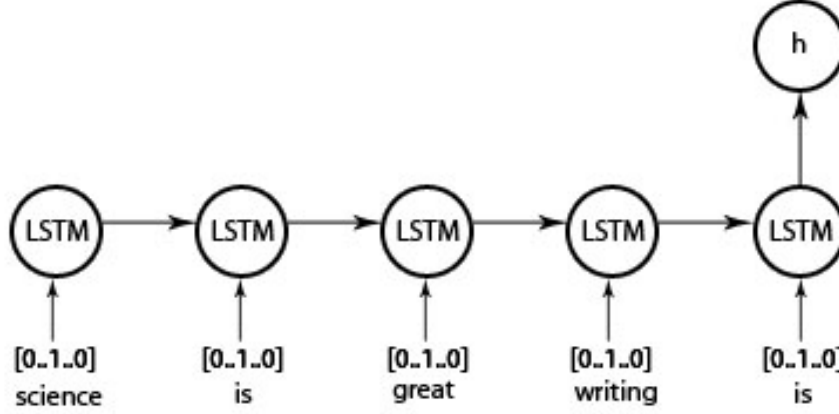 h
LSTM LSTM LSTM LSTM LSTM
[0..1..0] [0..1..0] [0..1..0] [0..1..0] [0..1..0]
science is great writing is